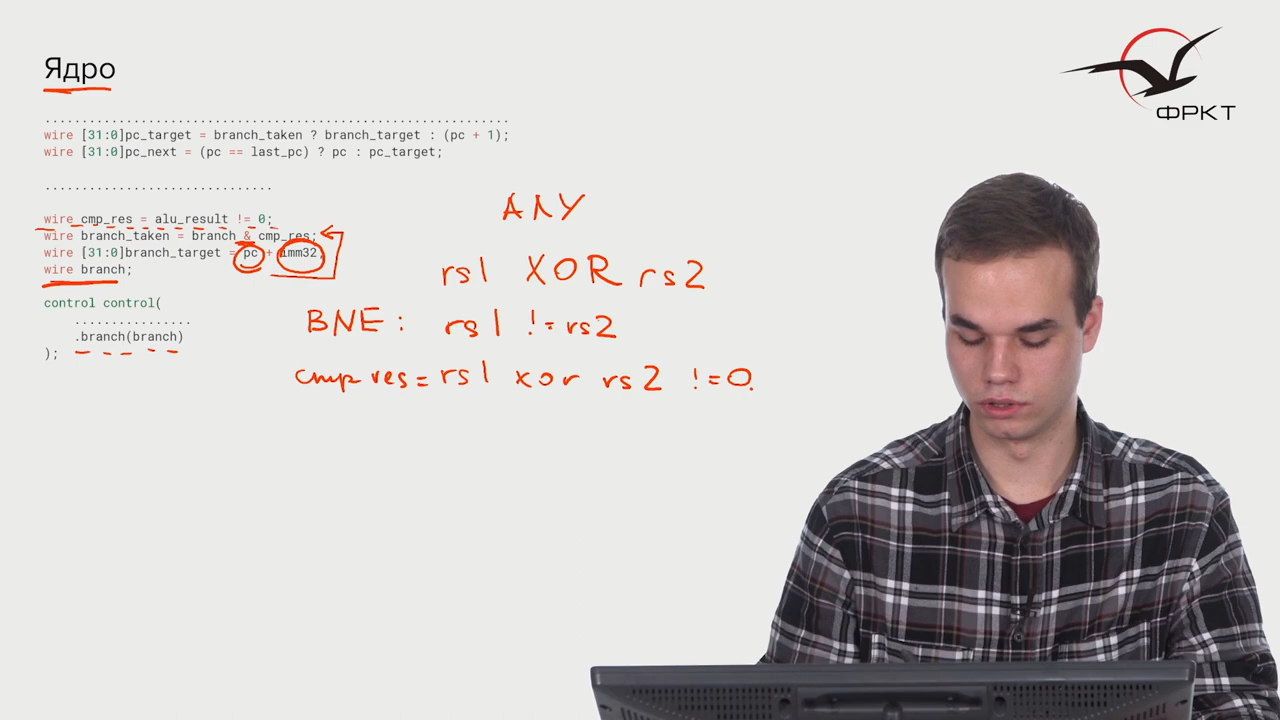 Ядро
ФРКТ
..............................................................
wire [31:0]pc_target = branch_taken ? branch_target : (pc + 1);
wire [31:0]pc_next = (pc == last_pc) ? pc : pc_target;
...............................
wire cmp_res = alu_result != 0;
wire branch_taken = branch & cmp_res;
wire [31:0]branch_target = pc + imm32;
wire branch;
control control(
................
.branch(branch)
);
АЛУ
rs1 XOR rs2
BNE: rs1 != rs2
cmp res = rs1 xor rs2 != 0.